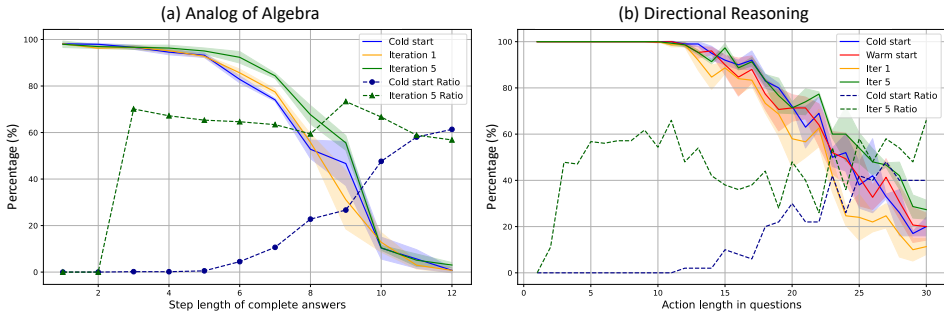 (a) Analog of Algebra
100
80
60
40
20
0
Percentage (%)
2
4
6
8
10
12
Step length of complete answers
Cold start
Iteration 1
Iteration 5
Cold start Ratio
Iteration 5 Ratio
(b) Directional Reasoning
100
80
60
40
20
0
Percentage (%)
0
5
10
15
20
25
30
Action length in questions
Cold start
Warm start
Iter 1
Iter 5
Cold start Ratio
Iter 5 Ratio